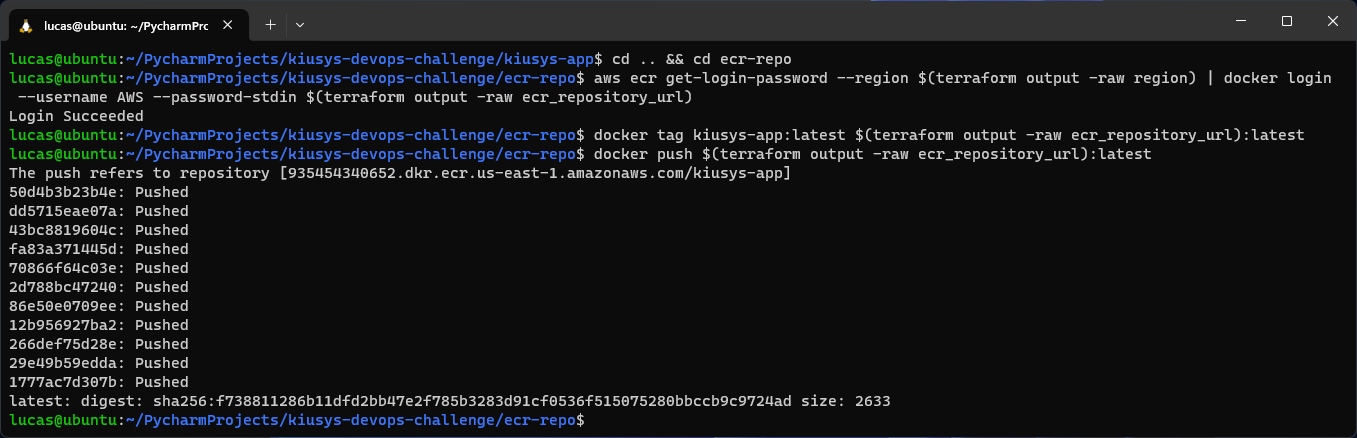 lucas@ubuntu: ~/PycharmPrc
lucas@ubuntu:~/PycharmProjects/kiusys-devops-challenge/kiusys-app$ cd .. && cd ecr-repo
lucas@ubuntu:~/PycharmProjects/kiusys-devops-challenge/ecr-repo$ aws ecr get-login-password --region $(terraform output -raw region) | docker login
--username AWS --password-stdin $(terraform output -raw ecr_repository_url)
Login Succeeded
lucas@ubuntu:~/PycharmProjects/kiusys-devops-challenge/ecr-repo$ docker tag kiusys-app:latest $(terraform output -raw ecr_repository_url):latest
lucas@ubuntu:~/PycharmProjects/kiusys-devops-challenge/ecr-repo$ docker push $(terraform output -raw ecr_repository_url):latest
The push refers to repository [935454340652.dkr.ecr.us-east-1.amazonaws.com/kiusys-app]
50d4b3b23b4e: Pushed
dd5715eae07a: Pushed
43bc8819604c: Pushed
fa83a371445d: Pushed
70866f64c03e: Pushed
2d788bc47240: Pushed
86e50e0709ee: Pushed
12b956927ba2: Pushed
266def75d28e: Pushed
29e49b59edda: Pushed
1777ac7d307b: Pushed
latest: digest: sha256:f738811286b11dfd2bb47e2f785b3283d91cf0536f515075280bbccb9c9724ad size: 2633
lucas@ubuntu:~/PycharmProjects/kiusys-devops-challenge/ecr-repo$